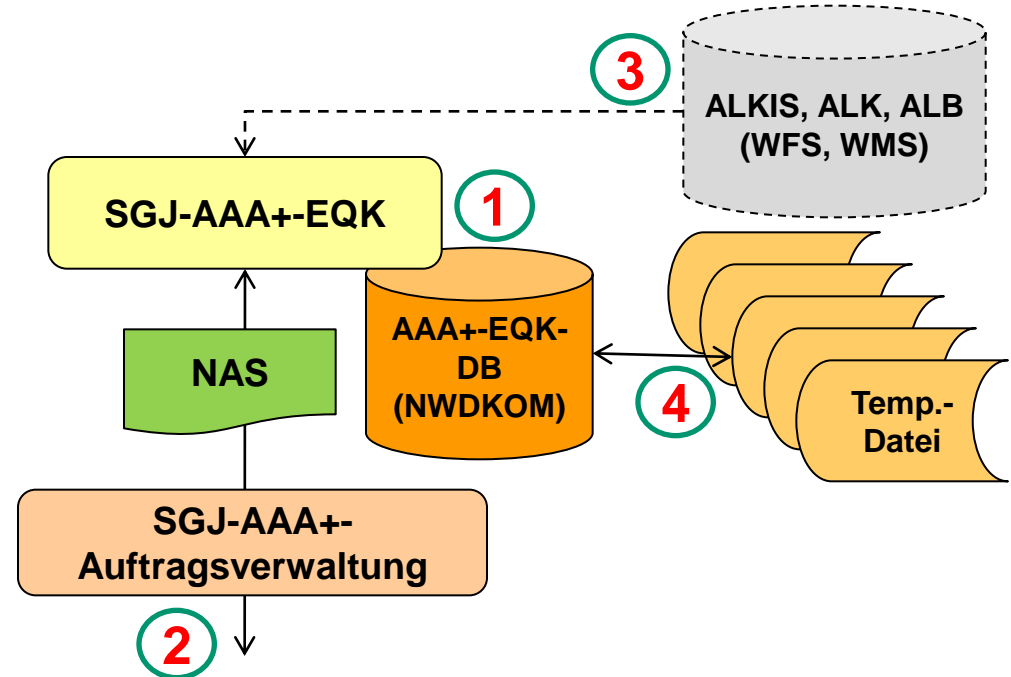 3
ALKIS, ALK, ALB
(WFS, WMS)
SGJ-AAA+-EQK
1
AAA+-EQK-
DB
(NWDKOM)
NAS
4
Temp.-
Datei
SGJ-AAA+-
Auftragsverwaltung
2